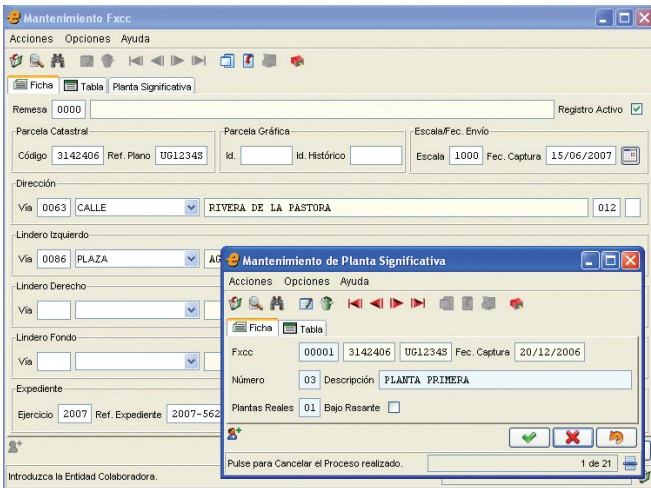 Mantenimiento Fxcc
Acciones Opciones Ayuda
Ficha Tabla Planta Significativa
Remesa 0000 Registro Activo
Parcela Catastral Parcela Gráfica Escala/Fec. Envío
Código 3142406 Ref. Plano UG1234S Id. Id. Histórico Escala 1000 Fec. Captura 15/06/2007
Dirección
Vía 0063 CALLE RIVERA DE LA PASTORA 012
Lindero Izquierdo
Vía 0086 PLAZA AG
Lindero Derecho
Vía
Lindero Fondo
Vía
Expediente
Ejercicio 2007 Ref. Expediente 2007-562
Introduzca la Entidad Colaboradora.
Mantenimiento de Planta Significativa
Acciones Opciones Ayuda
Ficha Tabla
Fxcc 00001 3142406 UG1234S Fec. Captura 20/12/2006
Número 03 Descripción PLANTA PRIMERA
Plantas Reales 01 Bajo Rasante
Pulse para Cancelar el Proceso realizado. 1 de 21